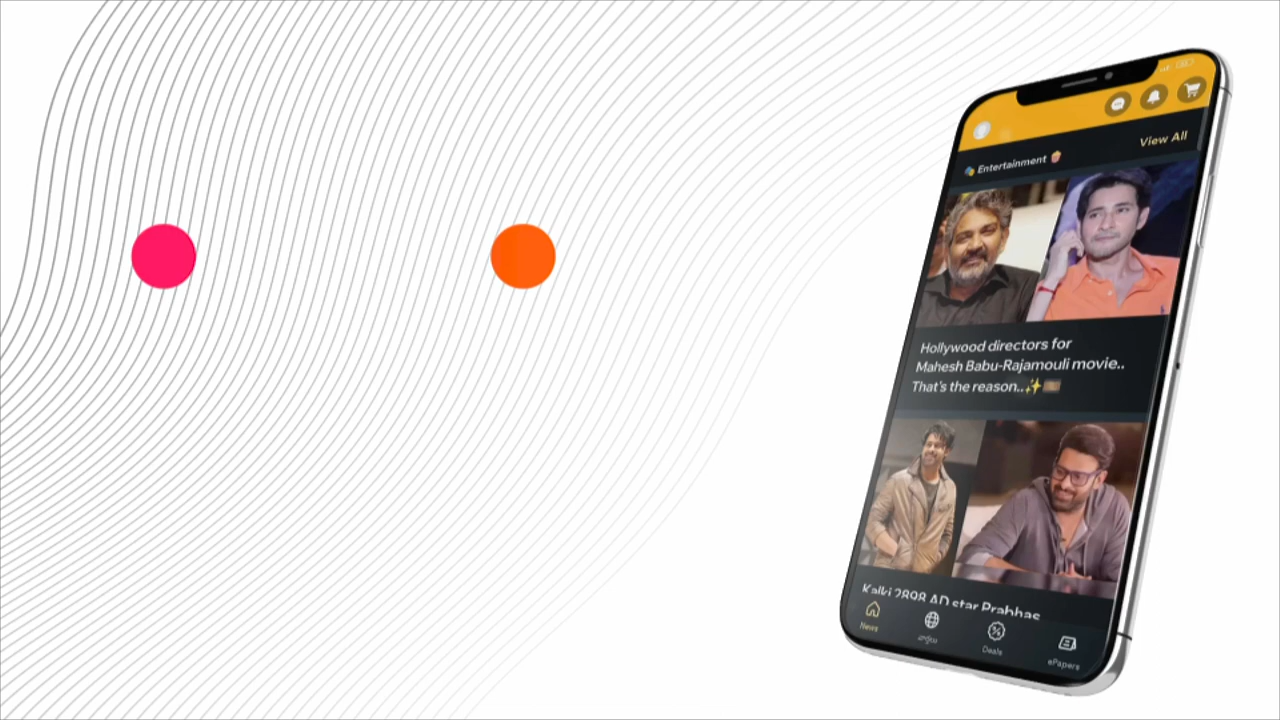 View All
Entertainment
Hollywood directors for
Mahesh Babu-Rajamouli movie..
That's the reason..
Kalki 2898 AD star Prabhas
News
వార్తలు
Deals
ePapers